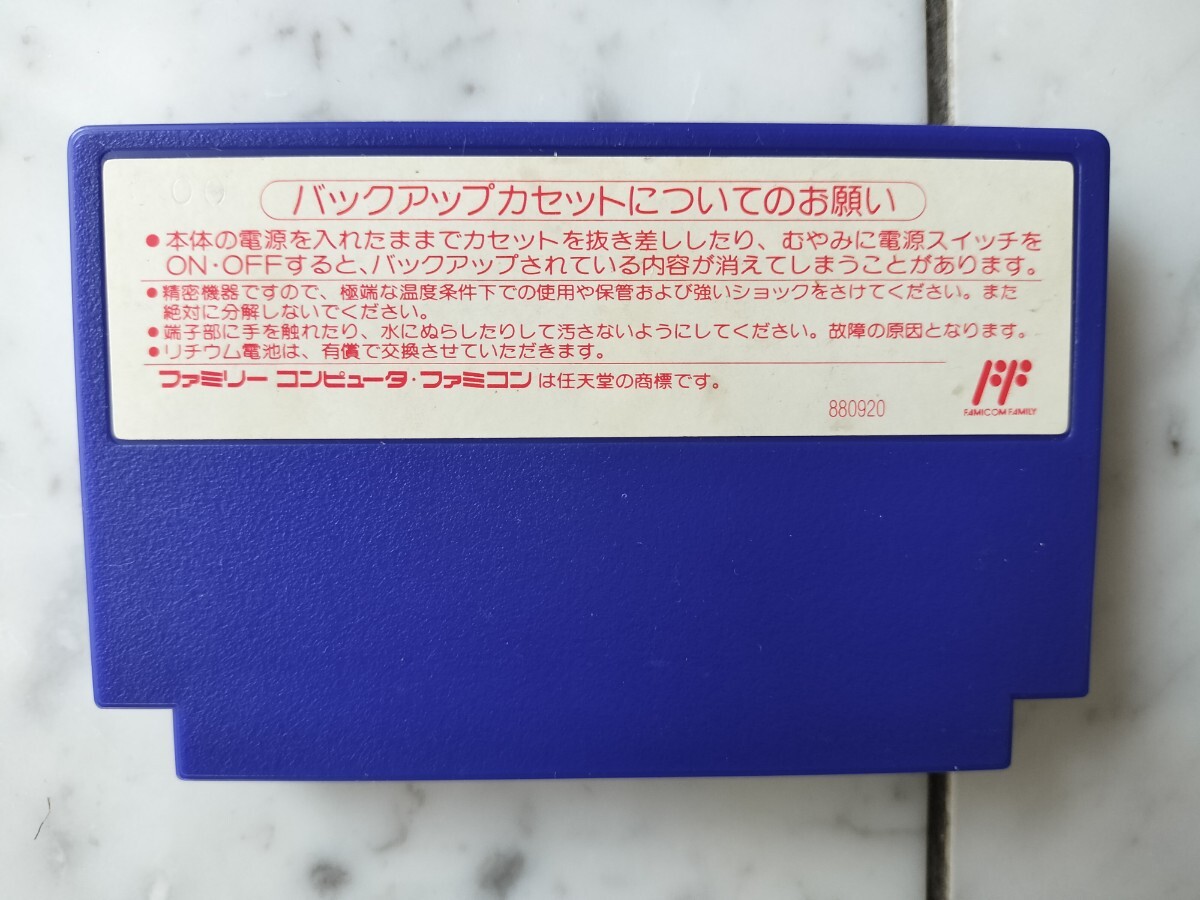 バックアップカセットについてのお願い
●本体の電源を入れたままでカセットを抜き差ししたり、むやみに電源スイッチを
ON・OFFすると、バックアップされている内容が消えてしまうことがあります。
●精密機器ですので、極端な温度条件下での使用や保管および強いショックをさけてください。また
絶対に分解しないでください。
●端子部に手を触れたり、水にぬらしたりして汚さないようにしてください。故障の原因となります。
●リチウム電池は、有償で交換させていただきます。
ファミリーコンピュータ・ファミコンは任天堂の商標です。
880920
FF
FAMICOM FAMILY